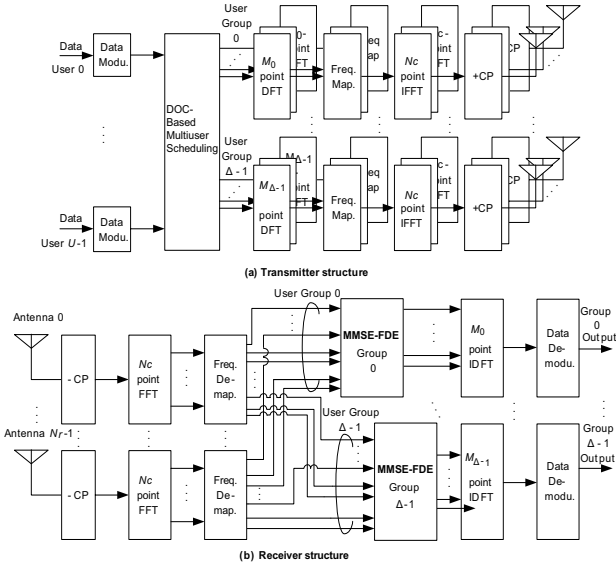 Data
User 0
Data
Modu.
Data
User U-1
Data
Modu.
DOC-
Based
Multiuser
Scheduling
User
Group
0
M0
point
DFT
Freq.
Map.
Nc
point
IFFT
+CP
CP
User
Group
Δ-1
MΔ-1
point
DFT
Freq.
Map.
Nc
point
IFFT
+CP
CP
(a) Transmitter structure
Antenna 0
- CP
Nc
point
FFT
Freq.
De-
map.
User Group 0
MMSE-FDE
Group
0
M0
point
IDFT
Data
De-
modu.
Group
0
Output
Antenna Nr-1
- CP
Nc
point
FFT
Freq.
De-
map.
User Group
Δ-1
MMSE-FDE
Group
Δ-1
MΔ-1
point
IDFT
Data
De-
modu.
Group
Δ-1
Output
(b) Receiver structure